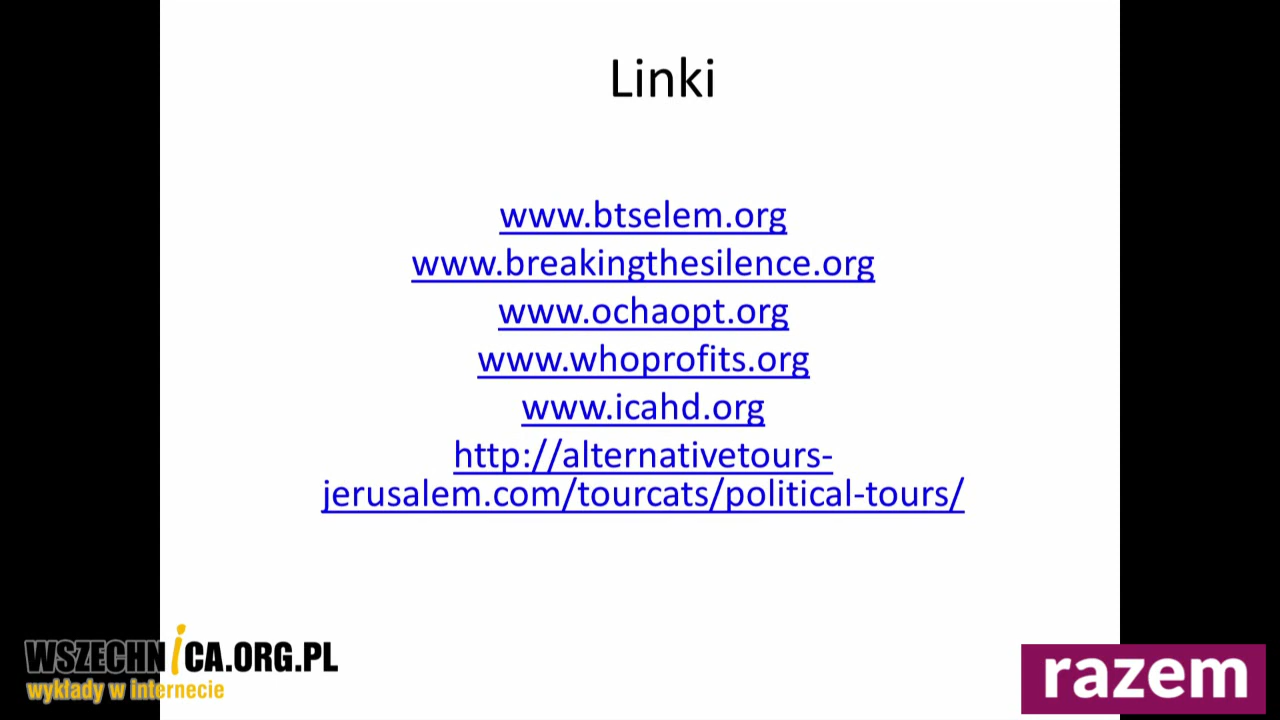 Linki
www.btselem.org
www.breakingthesilence.org
www.ochaopt.org
www.whoprofits.org
www.icahd.org
http://alternativetours-
jerusalem.com/tourcats/political-tours/
WSZECHNICA.ORG.PL
wykłady w internecie
razem